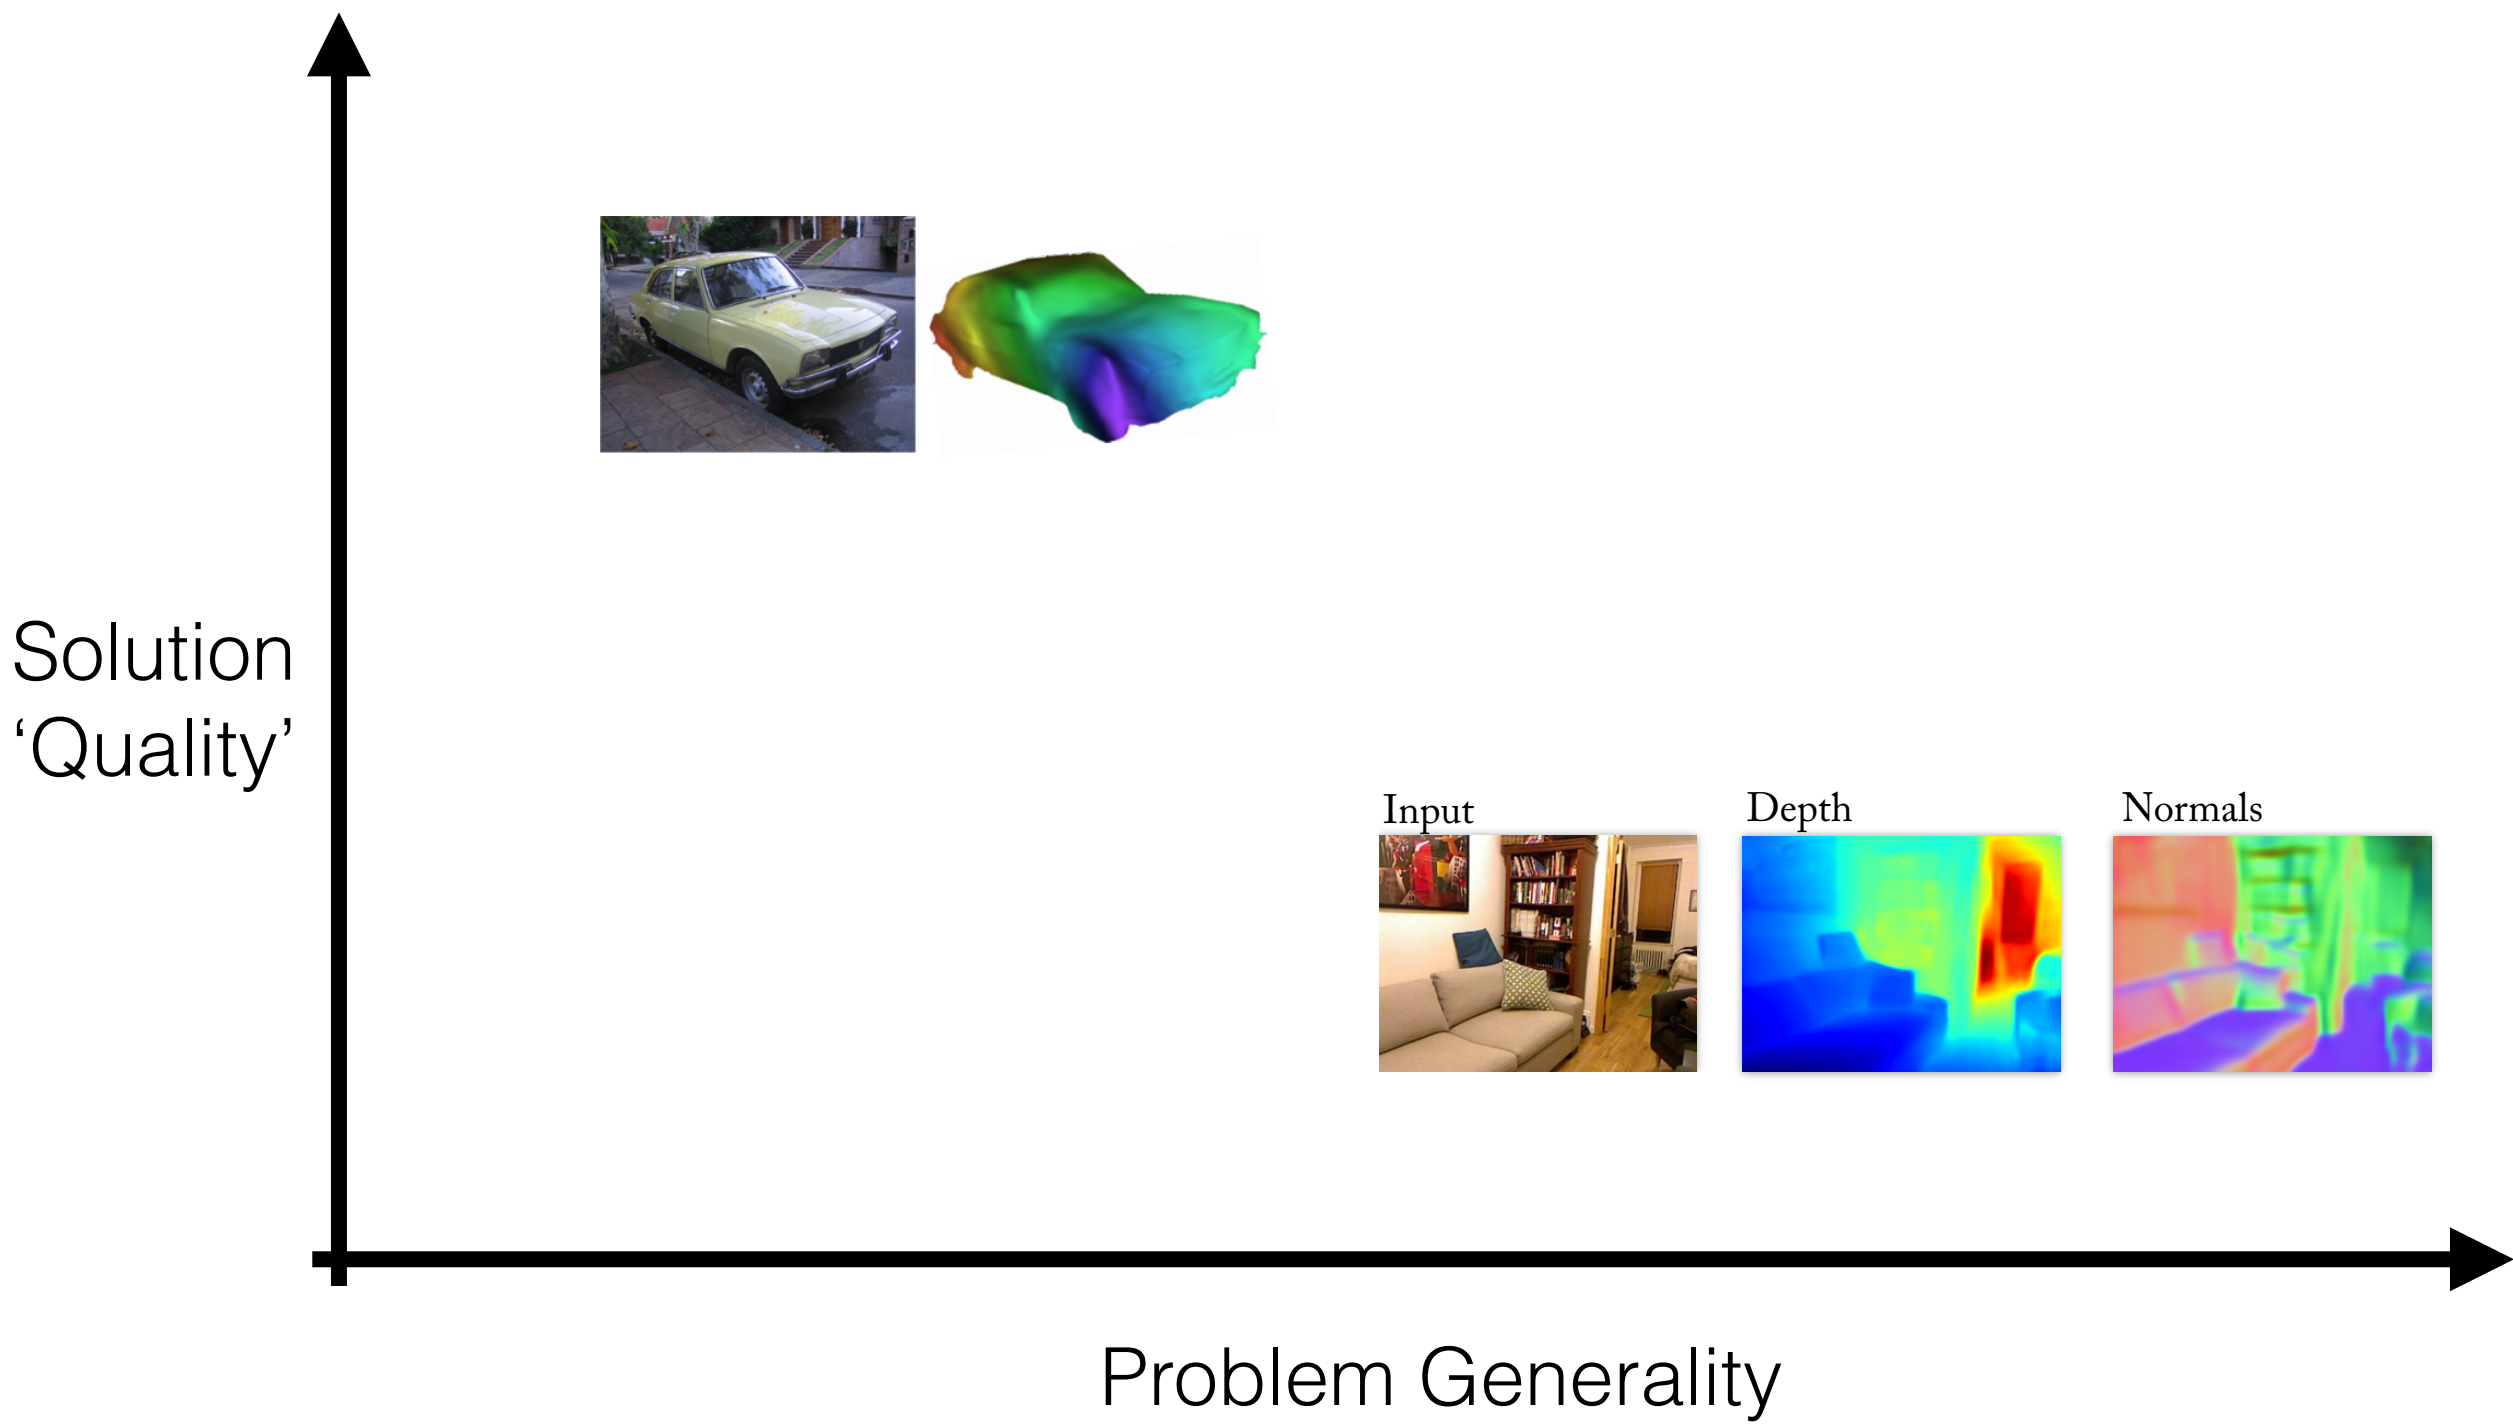 Solution
‘Quality’
Input
Depth
Normals
Problem Generality